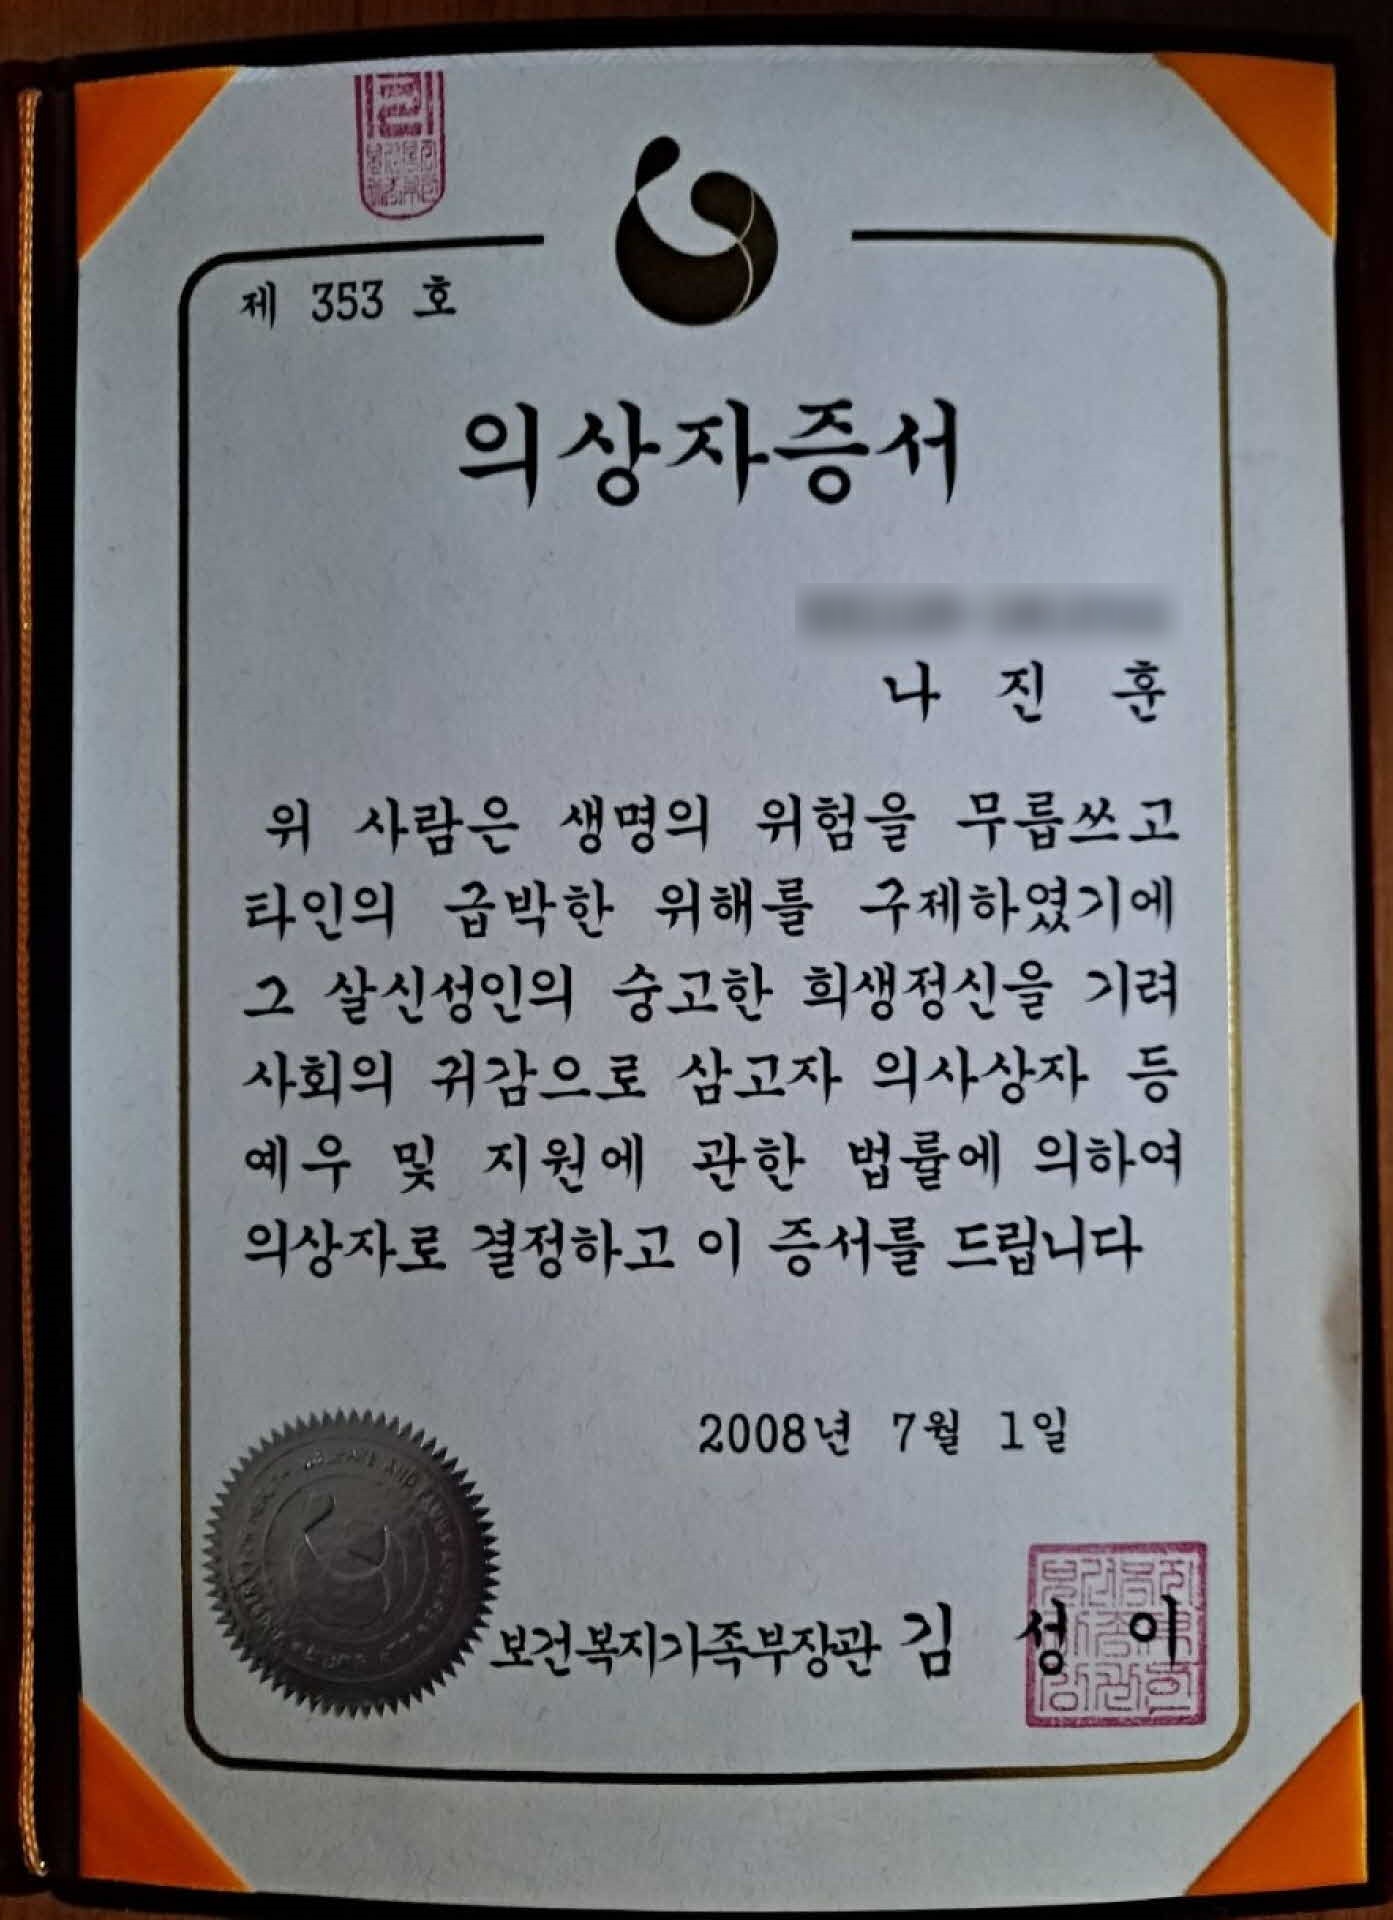 제 353 호
의상자증서
나 진 훈
위 사람은 생명의 위험을 무릅쓰고
타인의 급박한 위해를 구제하였기에
그 살신성인의 숭고한 희생정신을 기려
사회의 귀감으로 삼고자 의사상자 등
예우 및 지원에 관한 법률에 의하여
의상자로 결정하고 이 증서를 드립니다
2008년 7월 1일
보건복지가족부장관 김 성 이